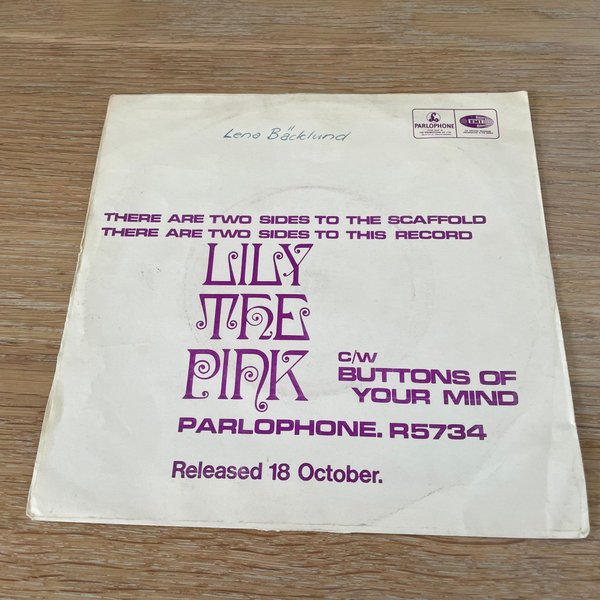 Lena Bäcklund
PARLOPHONE
EMI
THERE ARE TWO SIDES TO THE SCAFFOLD
THERE ARE TWO SIDES TO THIS RECORD
LILY
THE
PINK
C/W
BUTTONS OF
YOUR MIND
PARLOPHONE. R5734
Released 18 October.